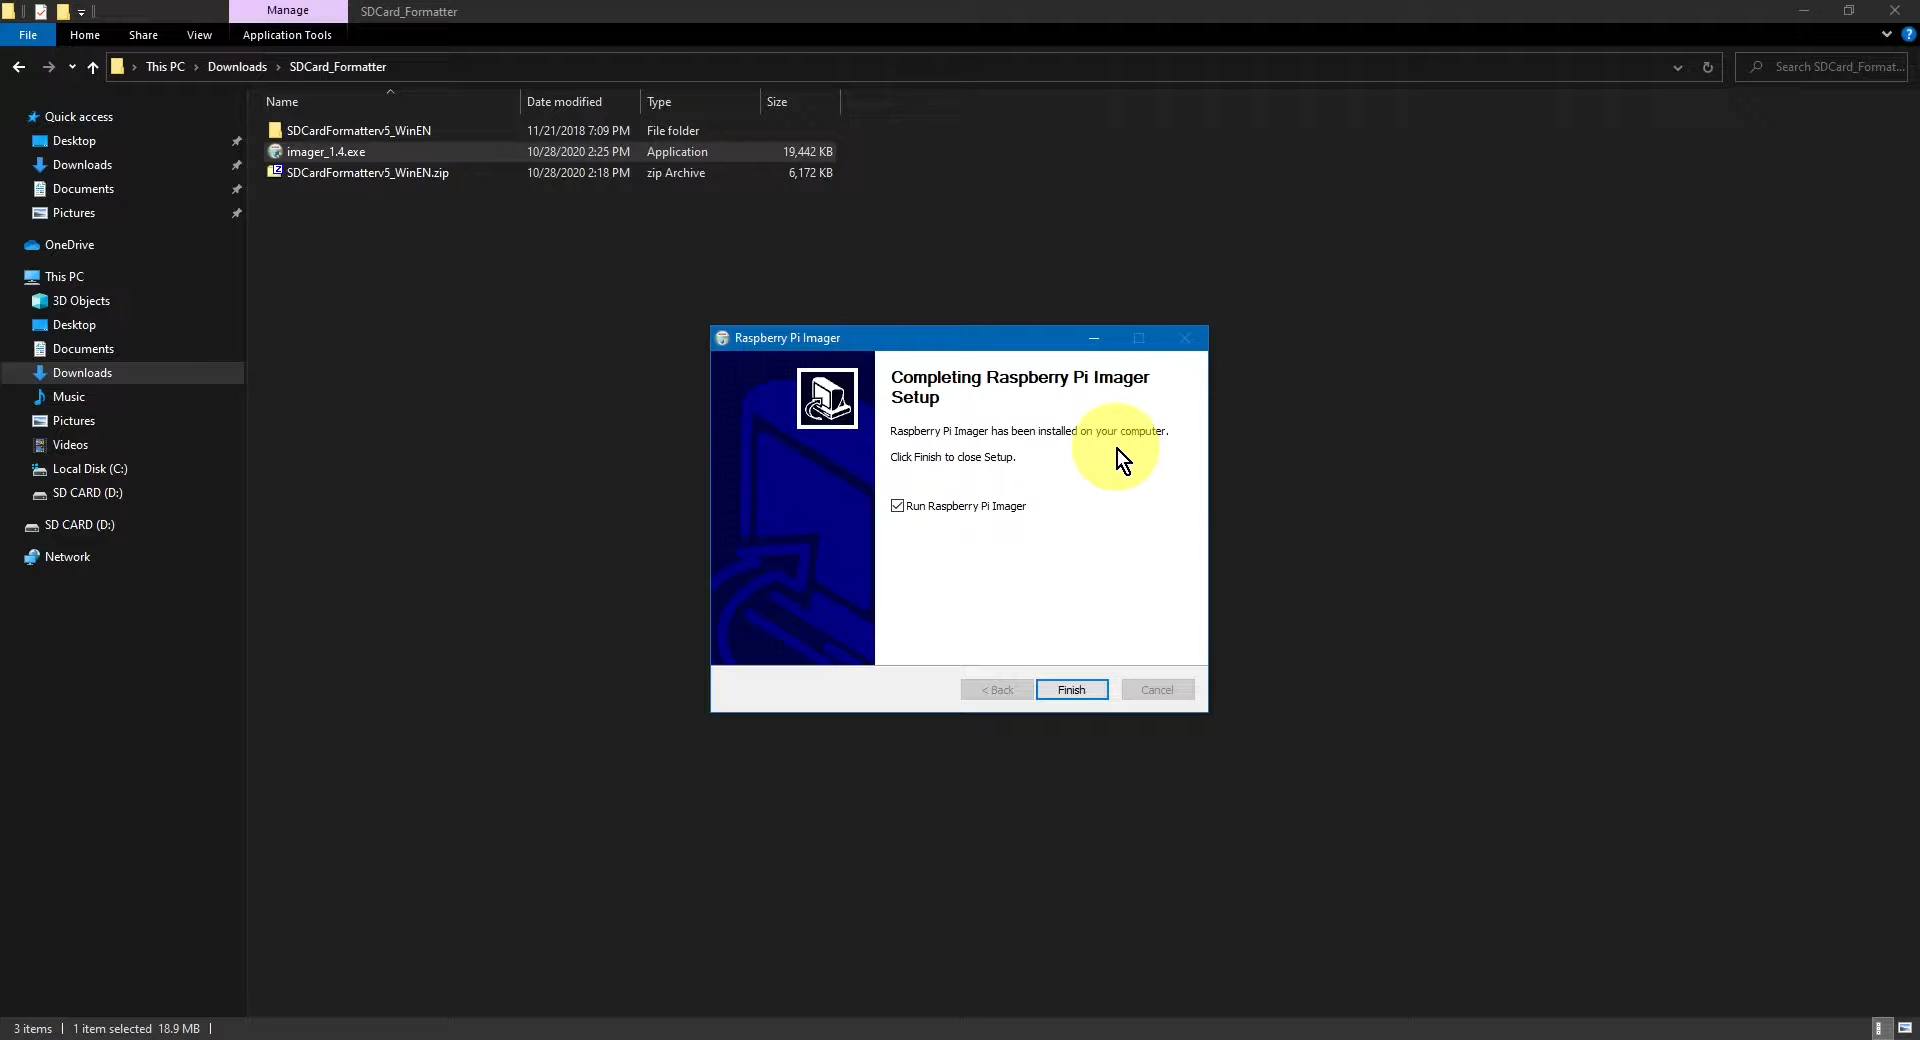 Manage
SDCard_Formatter
File
Home
Share
View
Application Tools
This PC
Downloads
SDCard_Formatter
Search SDCard_Format...
Name
Date modified
Type
Size
SDCardFormatterv5_WinEN 11/21/2018 7:09 PM File folder
imager_1.4.exe 10/28/2020 2:25 PM Application 19,442 KB
SDCardFormatterv5_WinEN.zip 10/28/2020 2:18 PM zip Archive 6,172 KB
Quick access
Desktop
Downloads
Documents
Pictures
OneDrive
This PC
3D Objects
Desktop
Documents
Downloads
Music
Pictures
Videos
Local Disk (C:)
SD CARD (D:)
SD CARD (D:)
Network
Raspberry Pi Imager
Completing Raspberry Pi Imager
Setup
Raspberry Pi Imager has been installed on your computer.
Click Finish to close Setup.
Run Raspberry Pi Imager
< Back
Finish
Cancel
3 items
1 item selected 18.9 MB